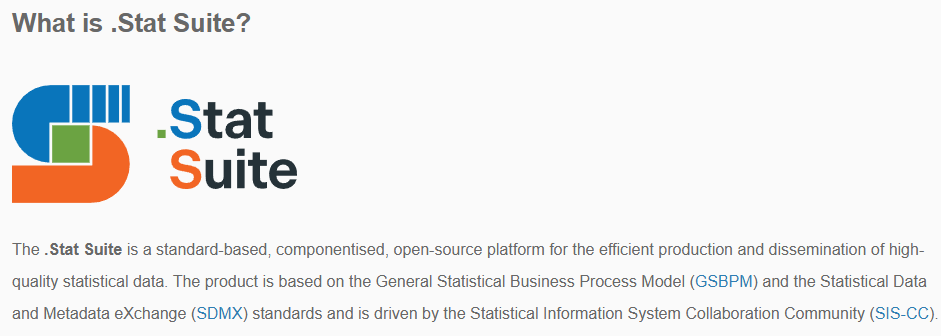 What is .Stat Suite?
.Stat
Suite
The .Stat Suite is a standard-based, componentised, open-source platform for the efficient production and dissemination of high-
quality statistical data. The product is based on the General Statistical Business Process Model (GSBPM) and the Statistical Data
and Metadata eXchange (SDMX) standards and is driven by the Statistical Information System Collaboration Community (SIS-CC).